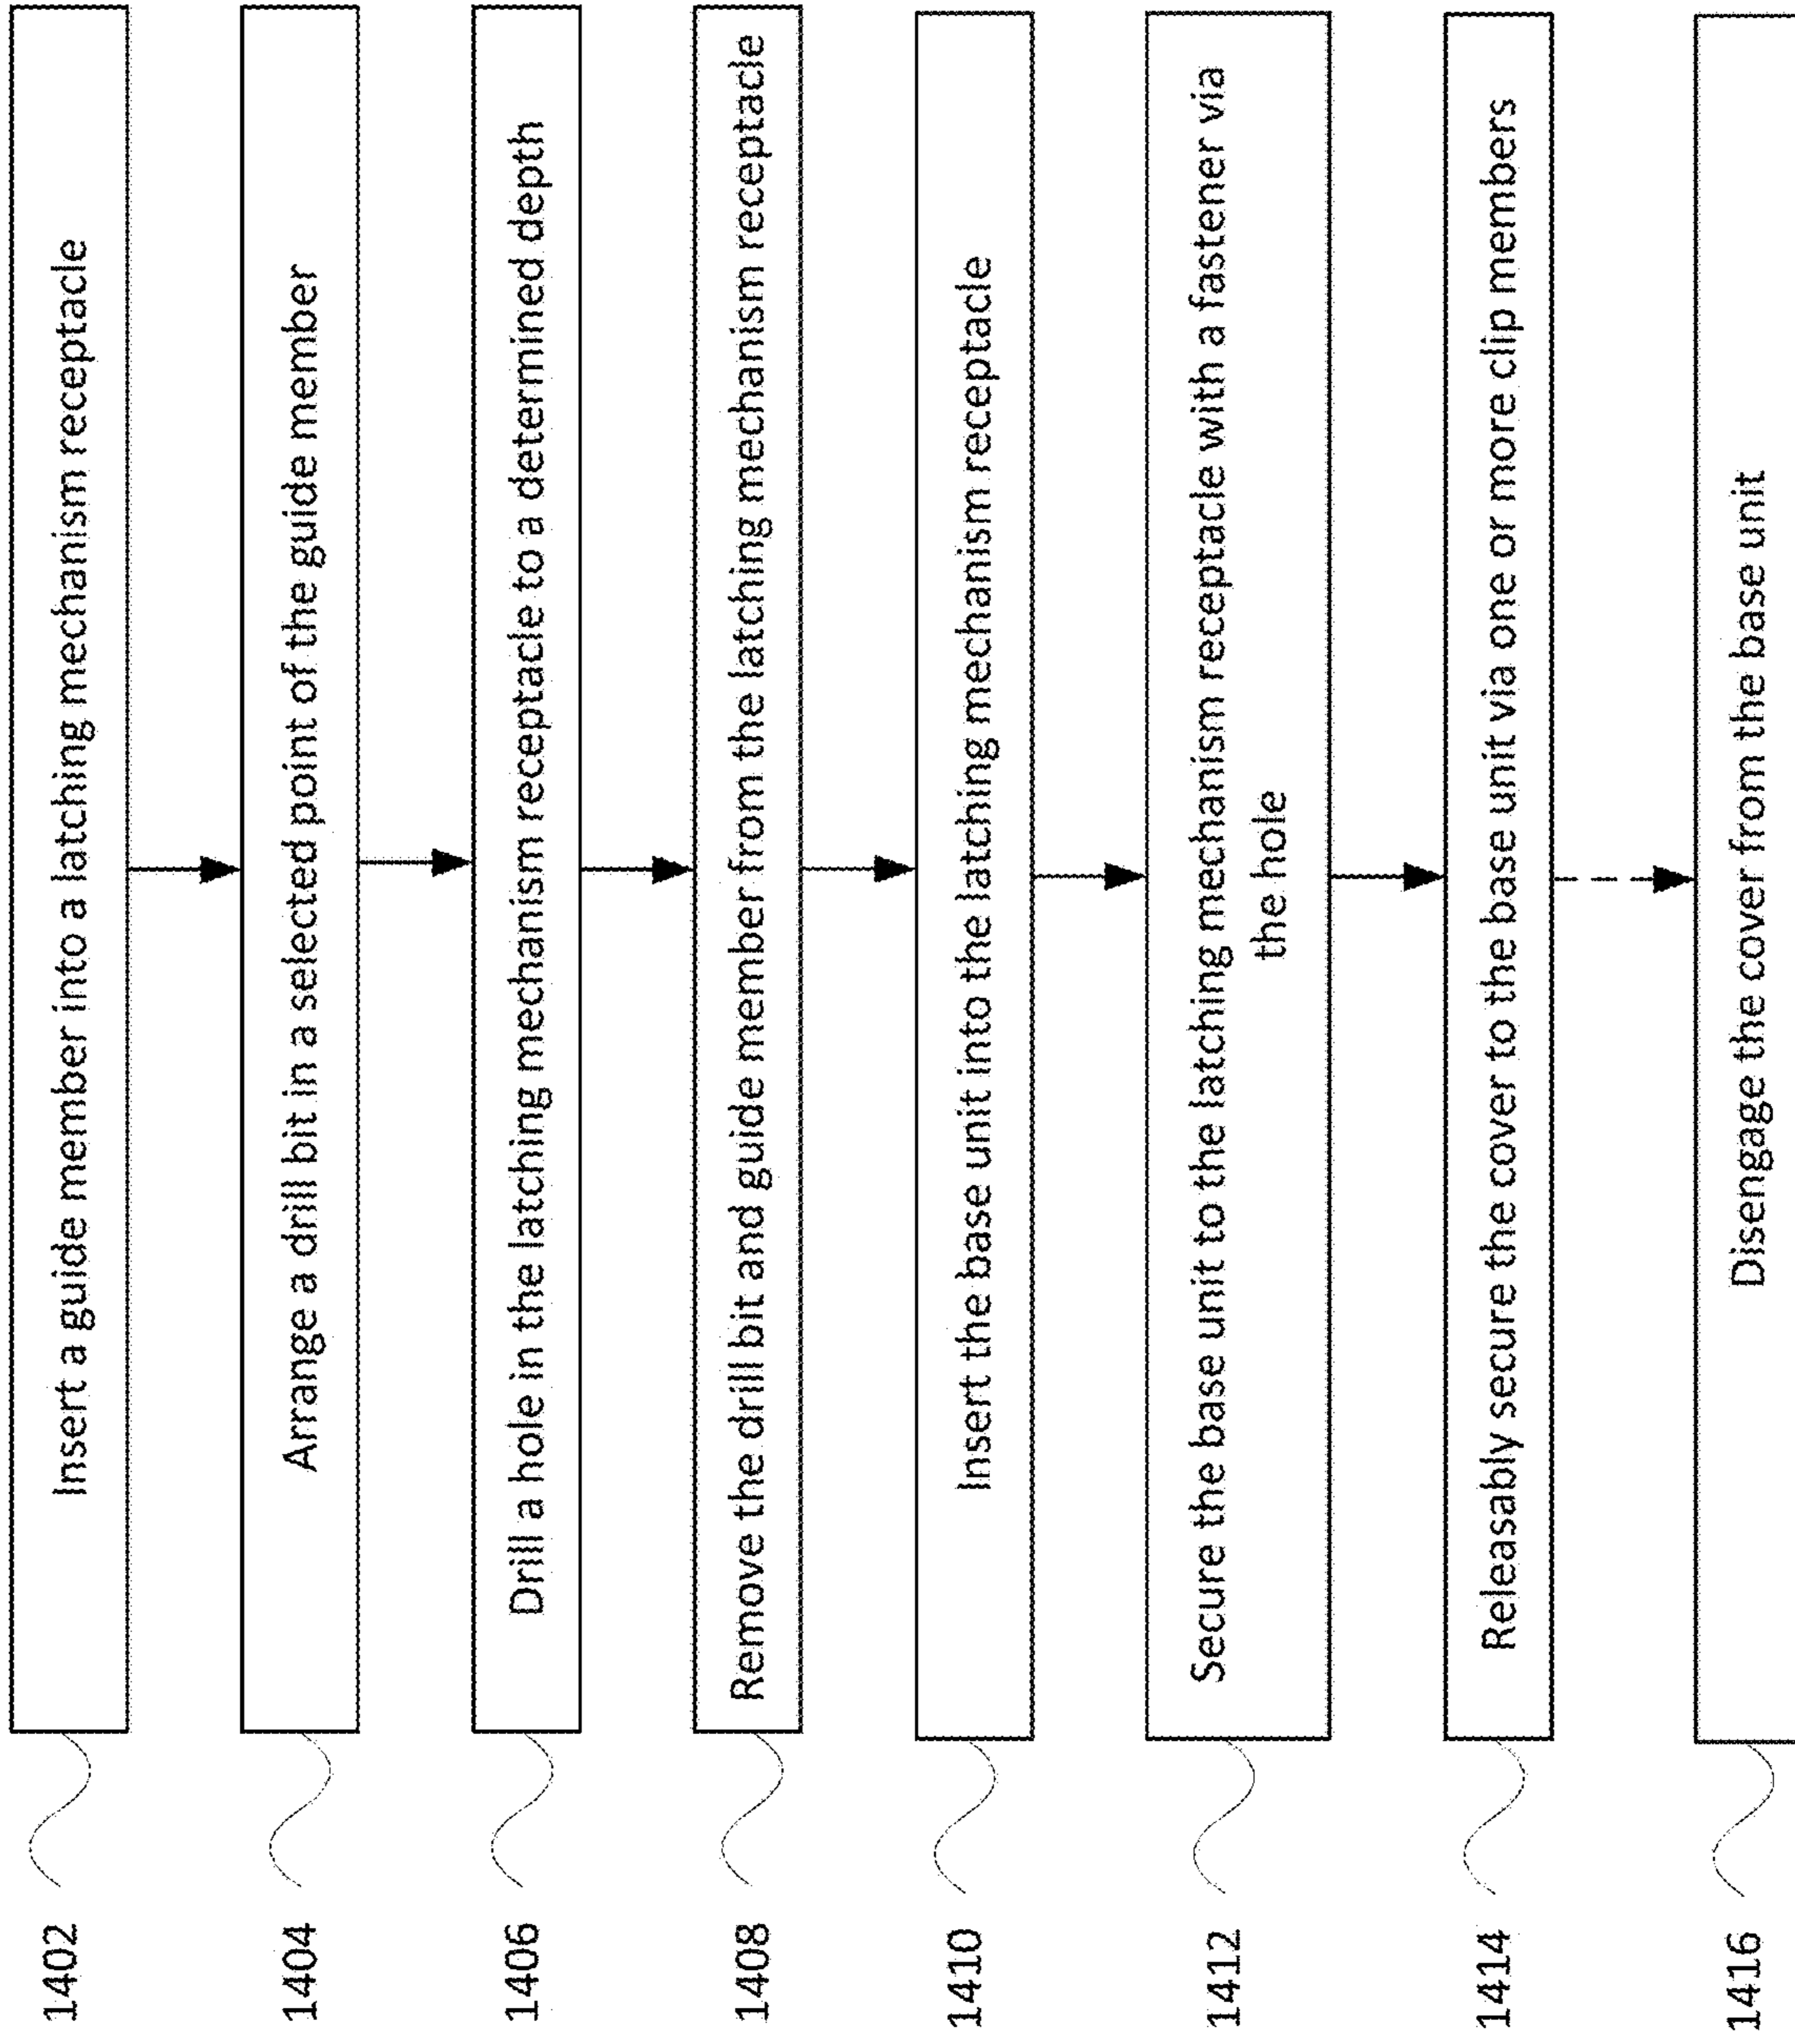 1402
Insert a guide member into a latching mechanism receptacle
1404
Arrange a drill bit in a selected point of the guide member
1406
Drill a hole in the latching mechanism receptacle to a determined depth
1408
Remove the drill bit and guide member from the latching mechanism receptacle
1410
Insert the base unit into the latching mechanism receptacle
1412
Secure the base unit to the latching mechanism receptacle with a fastener via
the hole
1414
Releasably secure the cover to the base unit via one or more clip members
1416
Disengage the cover from the base unit